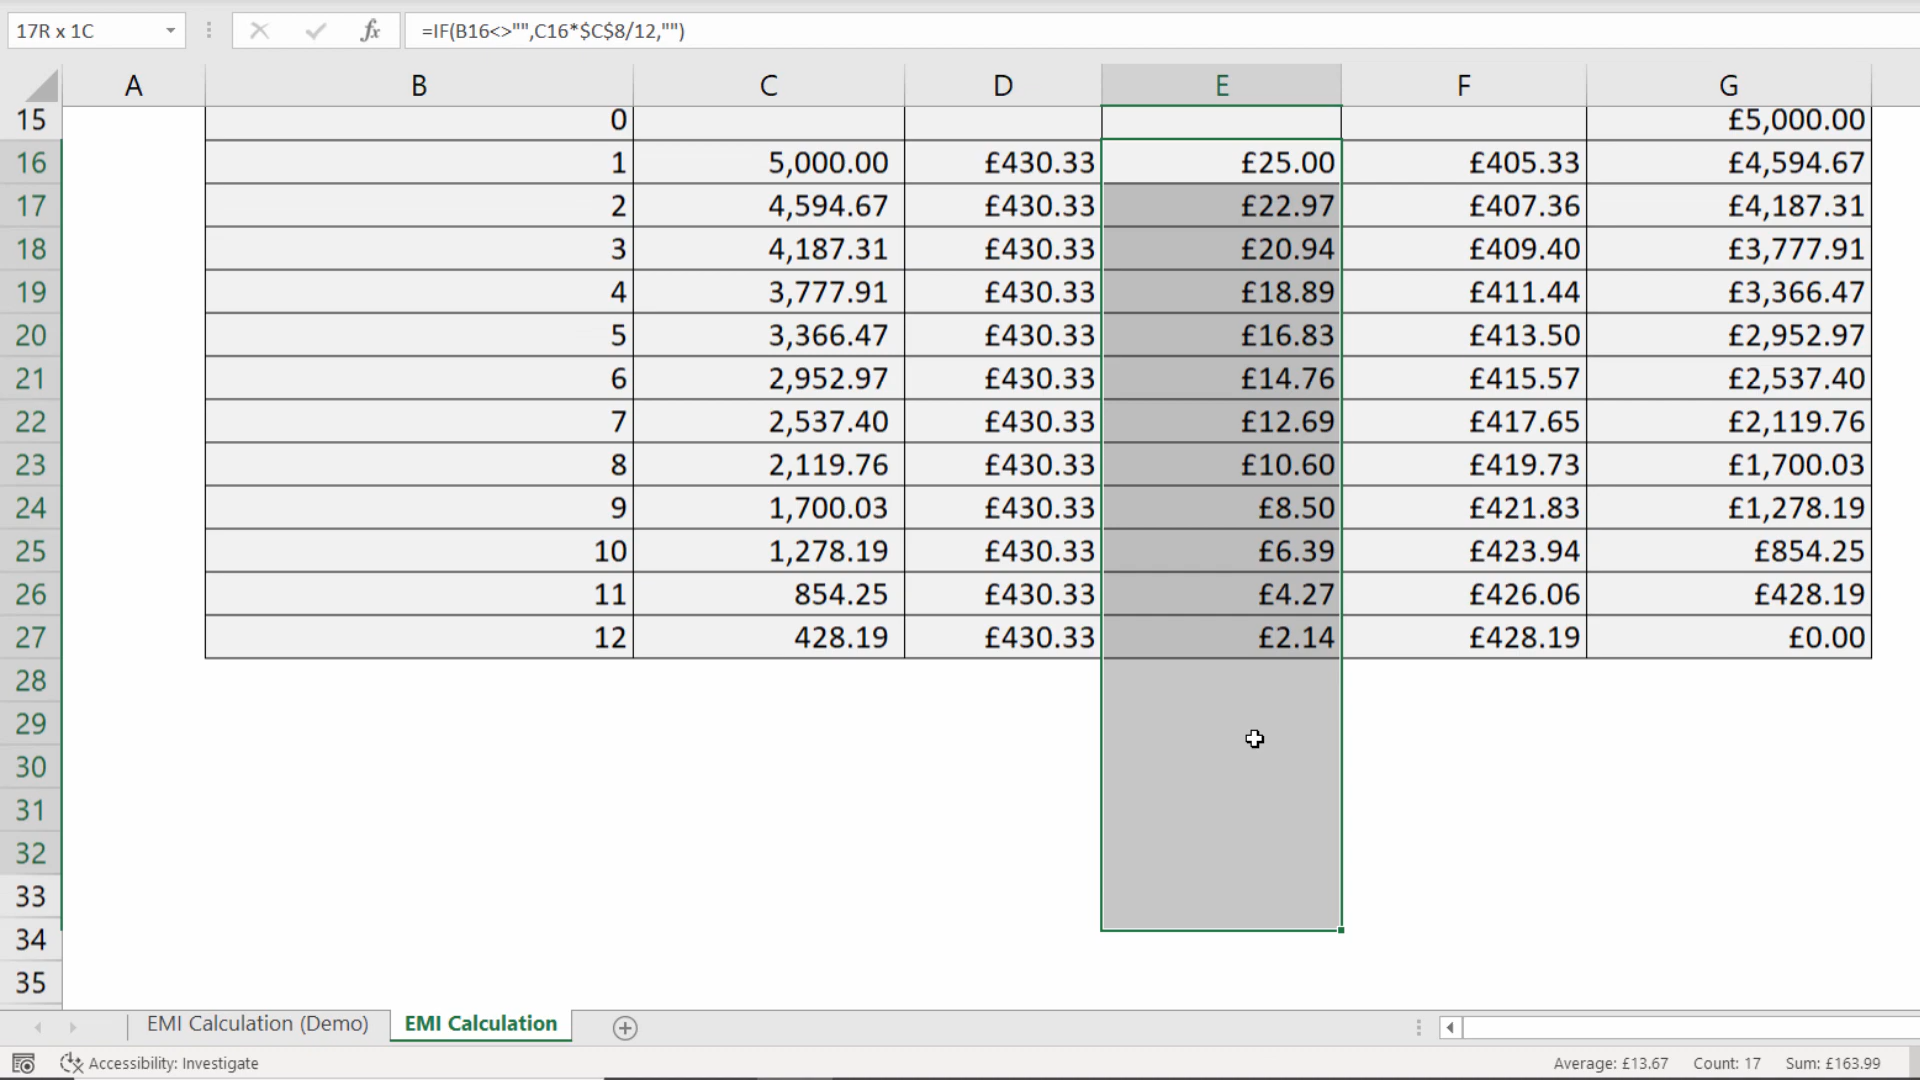 17R x 1C fx =IF(B16<>"",C16*$C$8/12,"")
A B C D E F G
15 0 £5,000.00
16 1 5,000.00 £430.33 £25.00 £405.33 £4,594.67
17 2 4,594.67 £430.33 £22.97 £407.36 £4,187.31
18 3 4,187.31 £430.33 £20.94 £409.40 £3,777.91
19 4 3,777.91 £430.33 £18.89 £411.44 £3,366.47
20 5 3,366.47 £430.33 £16.83 £413.50 £2,952.97
21 6 2,952.97 £430.33 £14.76 £415.57 £2,537.40
22 7 2,537.40 £430.33 £12.69 £417.65 £2,119.76
23 8 2,119.76 £430.33 £10.60 £419.73 £1,700.03
24 9 1,700.03 £430.33 £8.50 £421.83 £1,278.19
25 10 1,278.19 £430.33 £6.39 £423.94 £854.25
26 11 854.25 £430.33 £4.27 £426.06 £428.19
27 12 428.19 £430.33 £2.14 £428.19 £0.00
28
29
30
31
32
33
34
35
EMI Calculation (Demo) EMI Calculation
Accessibility: Investigate Average: £13.67 Count: 17 Sum: £163.99